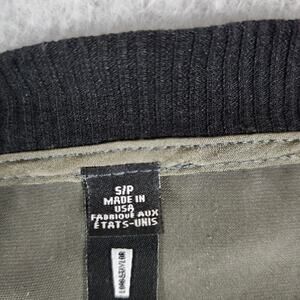 S/P
MADE IN
USA
FABRIQUÉ AUX
ÉTATS-UNIS